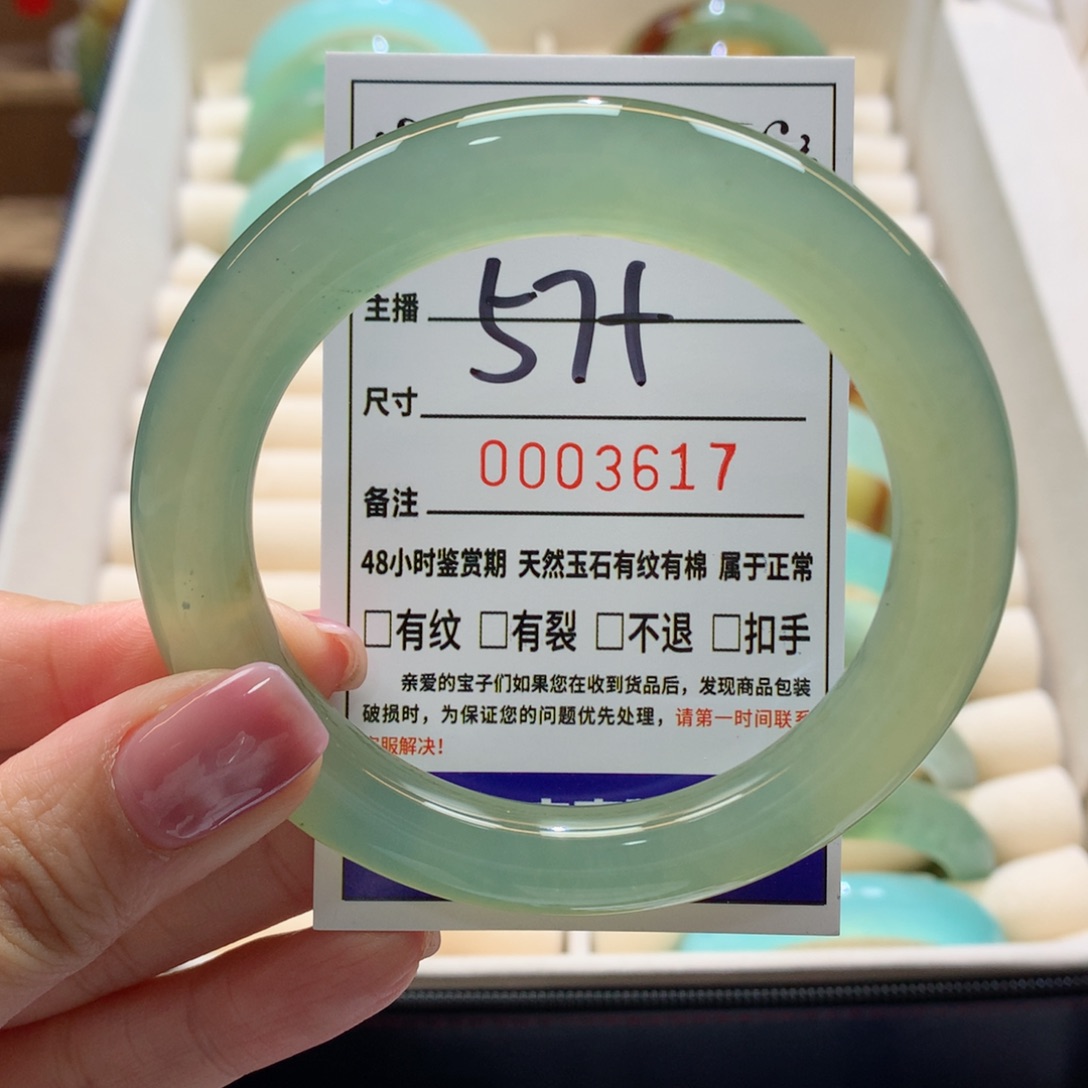 主播 57+
尺寸
0003617
备注
48小时鉴赏期 天然玉石有纹有棉 属于正常
□有纹 □有裂 □不退 □扣手
亲爱的宝子们如果您在收到货品后，发现商品包装
破损时，为保证您的问题优先处理，请第一时间联系
客服解决！